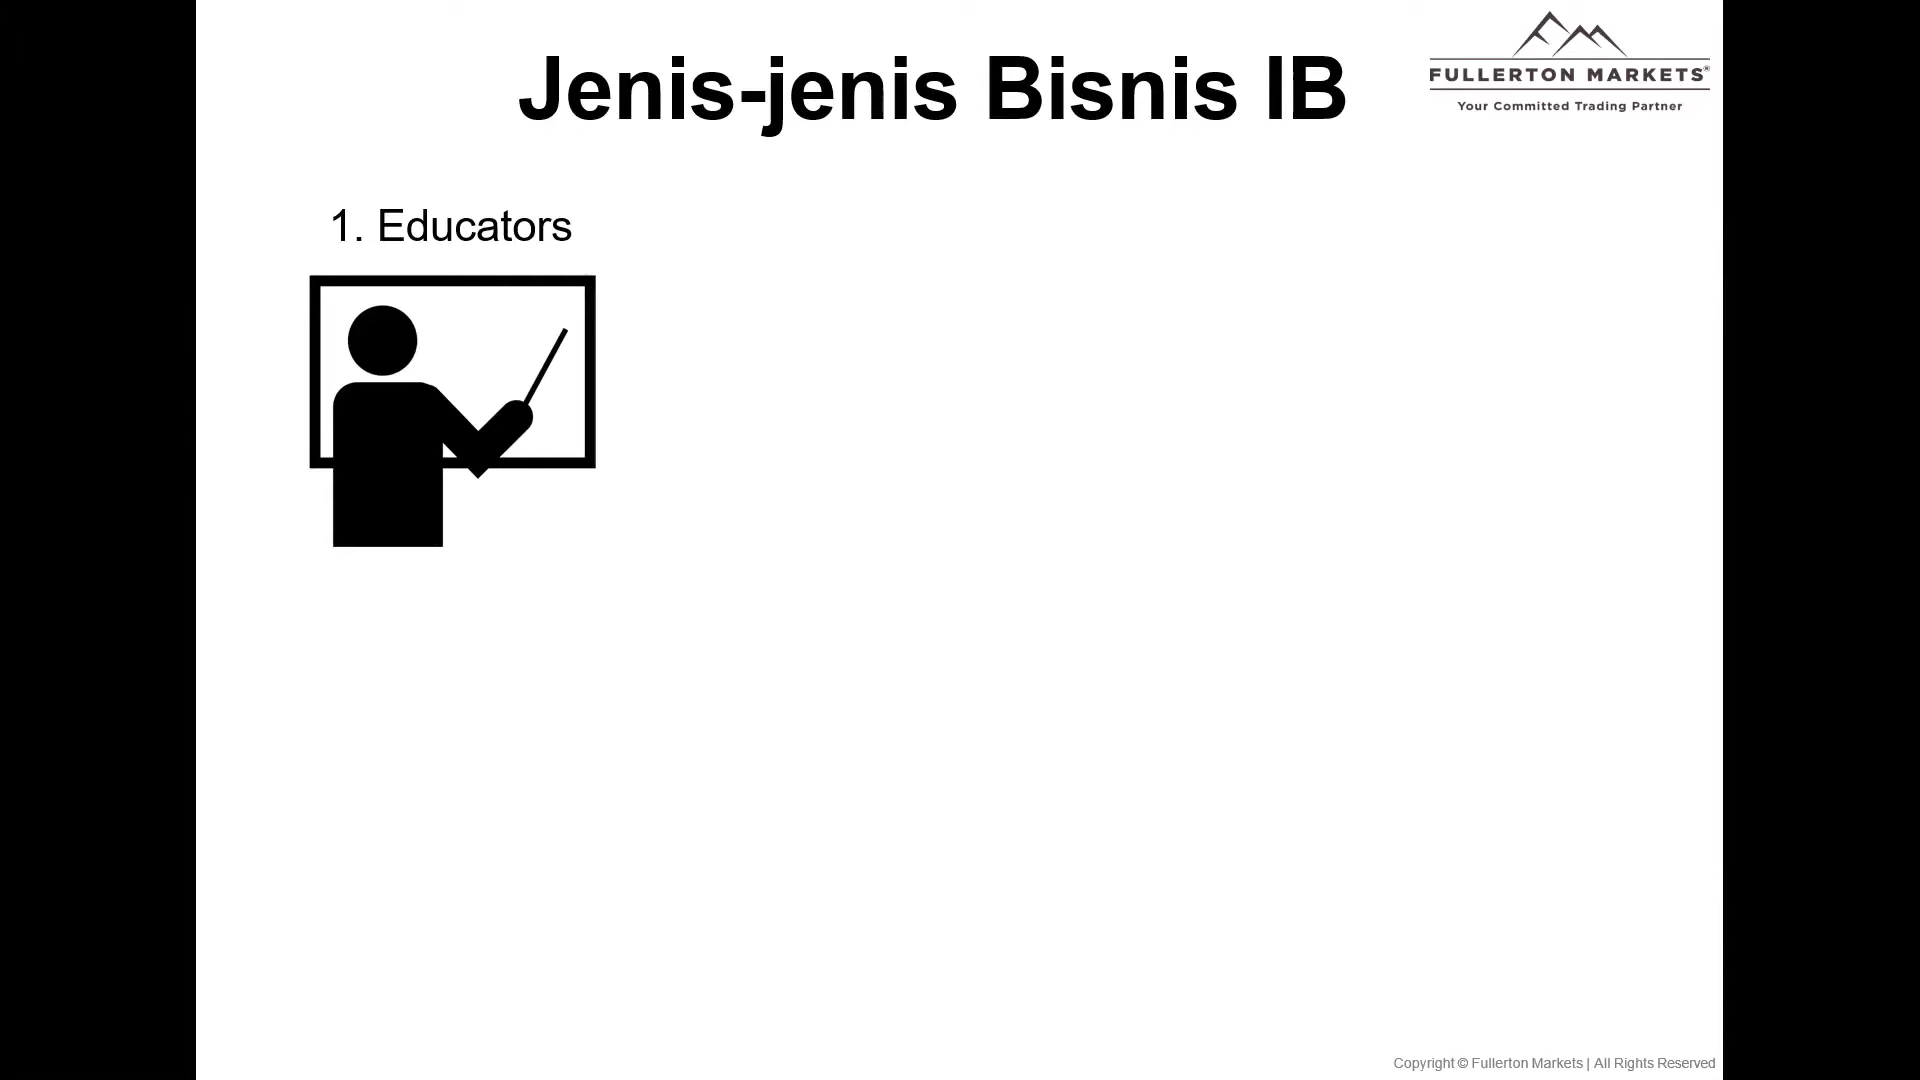 Jenis-jenis Bisnis IB
FULLERTON MARKETS®
Your Committed Trading Partner
1. Educators
Copyright © Fullerton Markets | All Rights Reserved